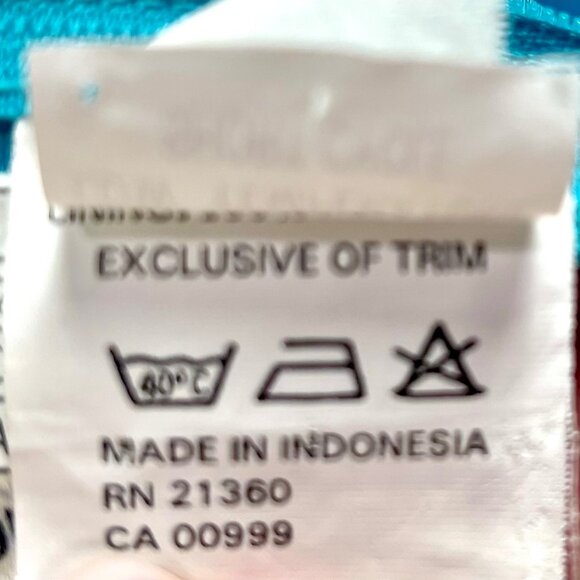 EXCLUSIVE OF TRIM
40°C
MADE IN INDONESIA
RN 21360
CA 00999